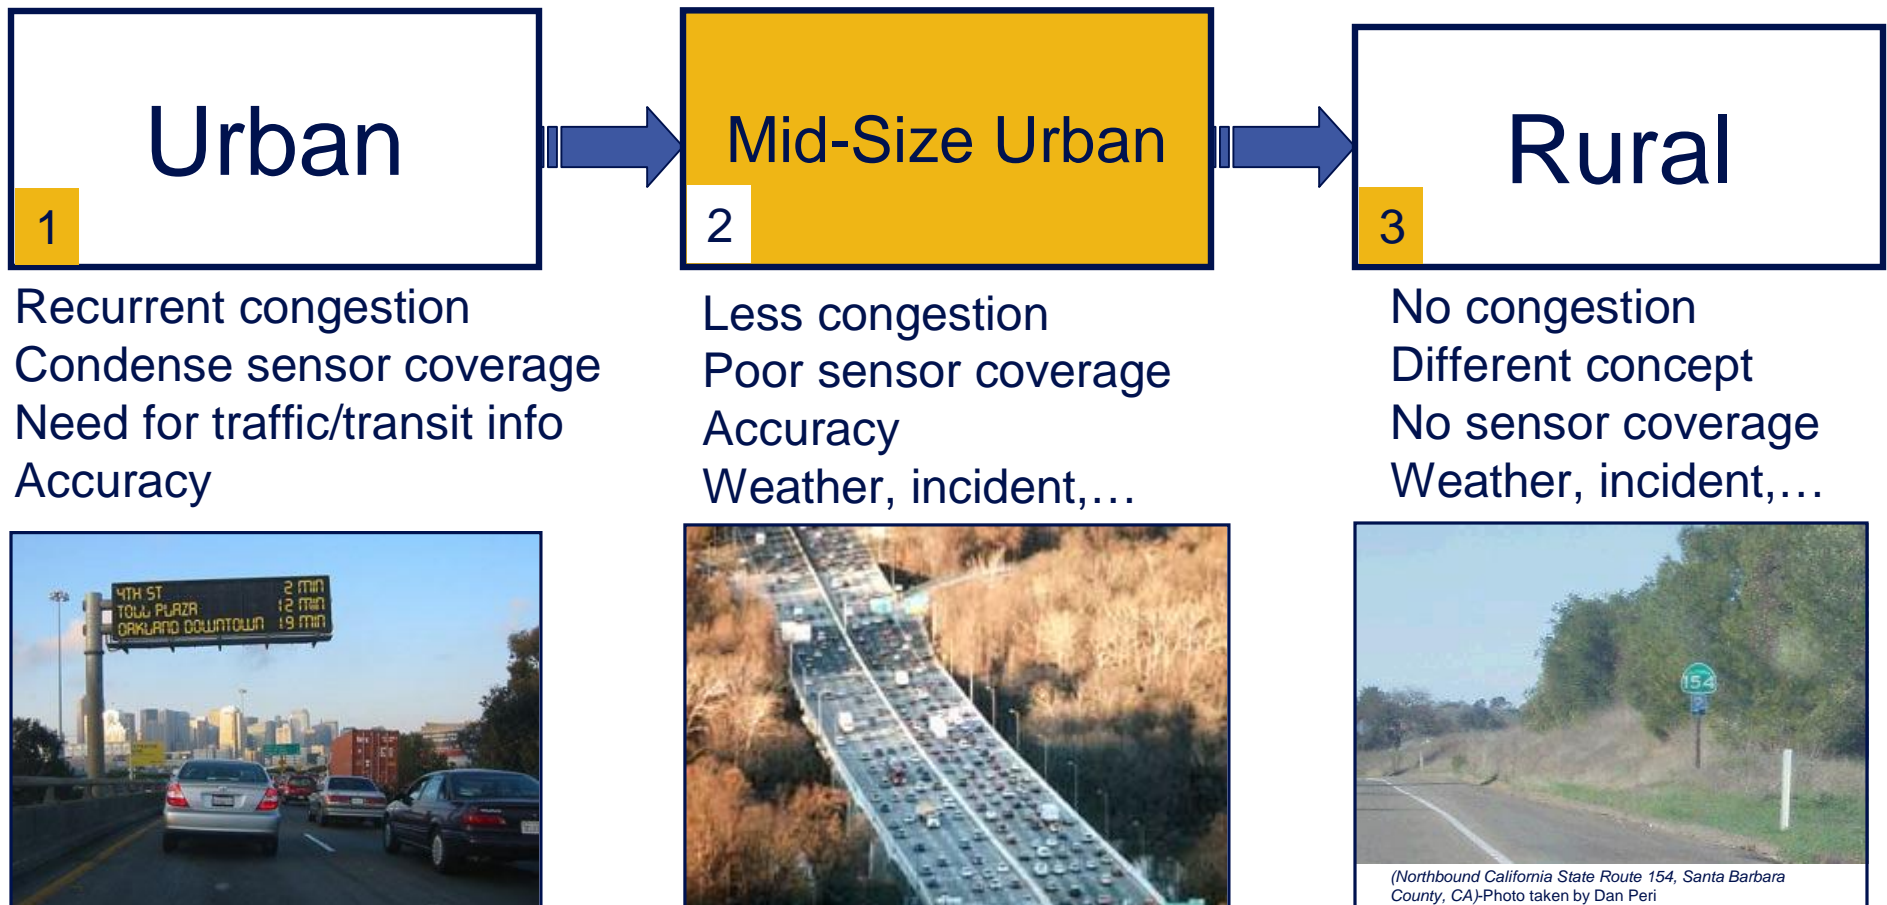 Urban
1
Mid-Size Urban
2
Rural
3
Recurrent congestion
Condense sensor coverage
Need for traffic/transit info
Accuracy
Less congestion
Poor sensor coverage
Accuracy
Weather, incident,…
No congestion
Different concept
No sensor coverage
Weather, incident,…
4TH ST 2 MIN
TOLL PLAZA 12 MIN
OAKLAND DOWNTOWN 19 MIN
154
(Northbound California State Route 154, Santa Barbara
County, CA)-Photo taken by Dan Peri